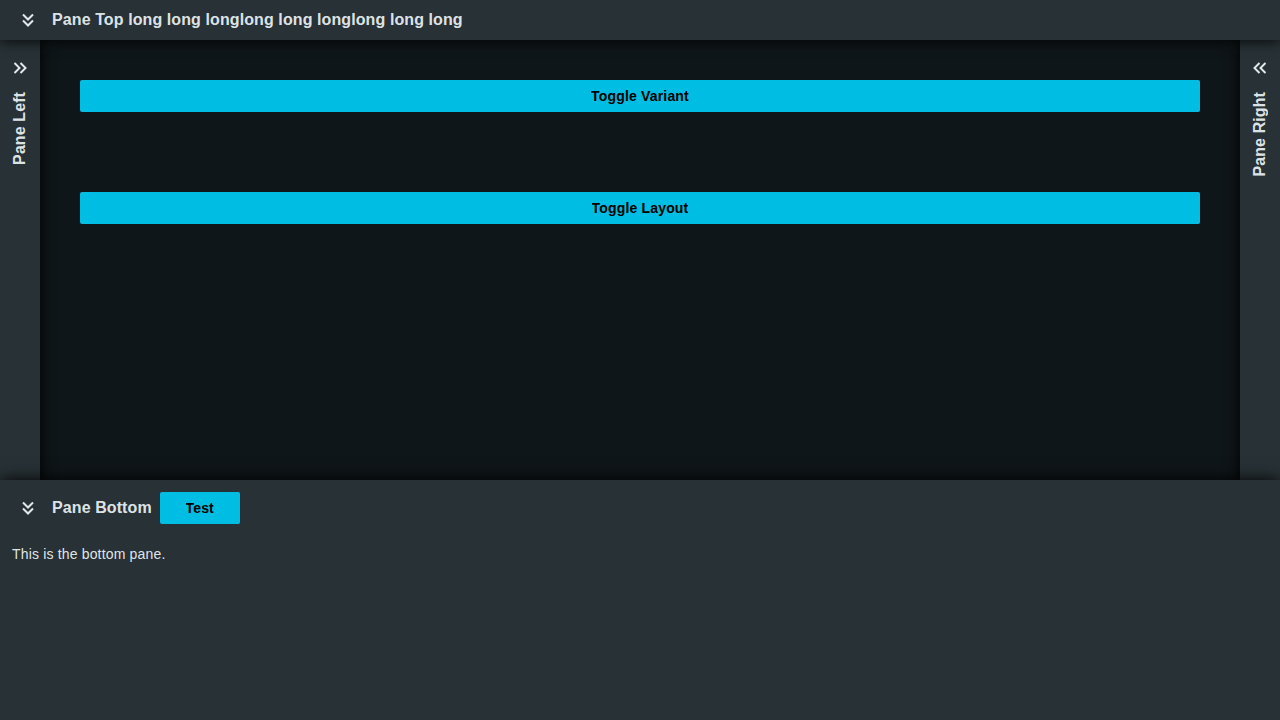 Pane Top long long longlong long longlong long long
Pane Left
Toggle Variant
Pane Right
Toggle Layout
Pane Bottom
Test
This is the bottom pane.